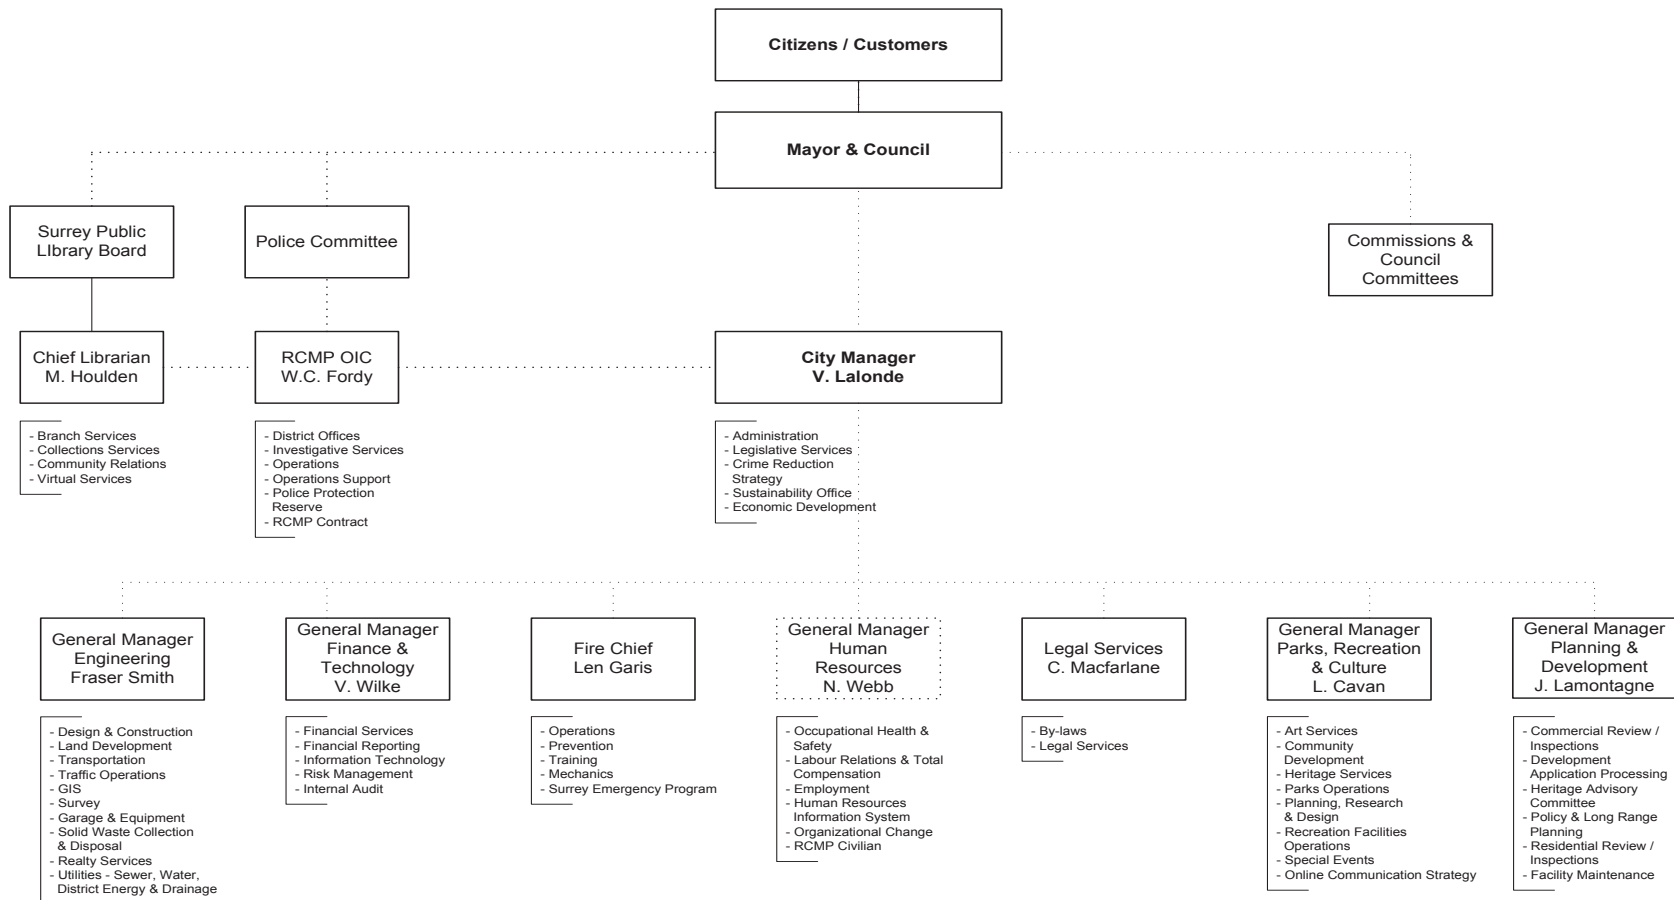 Citizens / Customers
Mayor & Council
Surrey Public
LIbrary Board
Police Committee
Commissions &
Council
Committees
Chief Librarian
M. Houlden
RCMP OIC
W.C. Fordy
City Manager
V. Lalonde
- Branch Services
- Collections Services
- Community Relations
- Virtual Services
- District Offices
- Investigative Services
- Operations
- Operations Support
- Police Protection
Reserve
- RCMP Contract
- Administration
- Legislative Services
- Crime Reduction
Strategy
- Sustainability Office
- Economic Development
General Manager
Engineering
Fraser Smith
General Manager
Finance &
Technology
V. Wilke
Fire Chief
Len Garis
General Manager
Human
Resources
N. Webb
Legal Services
C. Macfarlane
General Manager
Parks, Recreation
& Culture
L. Cavan
General Manager
Planning &
Development
J. Lamontagne
- Design & Construction
- Land Development
- Transportation
- Traffic Operations
- GIS
- Survey
- Garage & Equipment
- Solid Waste Collection
& Disposal
- Realty Services
- Utilities - Sewer, Water,
District Energy & Drainage
- Financial Services
- Financial Reporting
- Information Technology
- Risk Management
- Internal Audit
- Operations
- Prevention
- Training
- Mechanics
- Surrey Emergency Program
- Occupational Health &
Safety
- Labour Relations & Total
Compensation
- Employment
- Human Resources
Information System
- Organizational Change
- RCMP Civilian
- By-laws
- Legal Services
- Art Services
- Community
Development
- Heritage Services
- Parks Operations
- Planning, Research
& Design
- Recreation Facilities
Operations
- Special Events
- Online Communication Strategy
- Commercial Review /
Inspections
- Development
Application Processing
- Heritage Advisory
Committee
- Policy & Long Range
Planning
- Residential Review /
Inspections
- Facility Maintenance